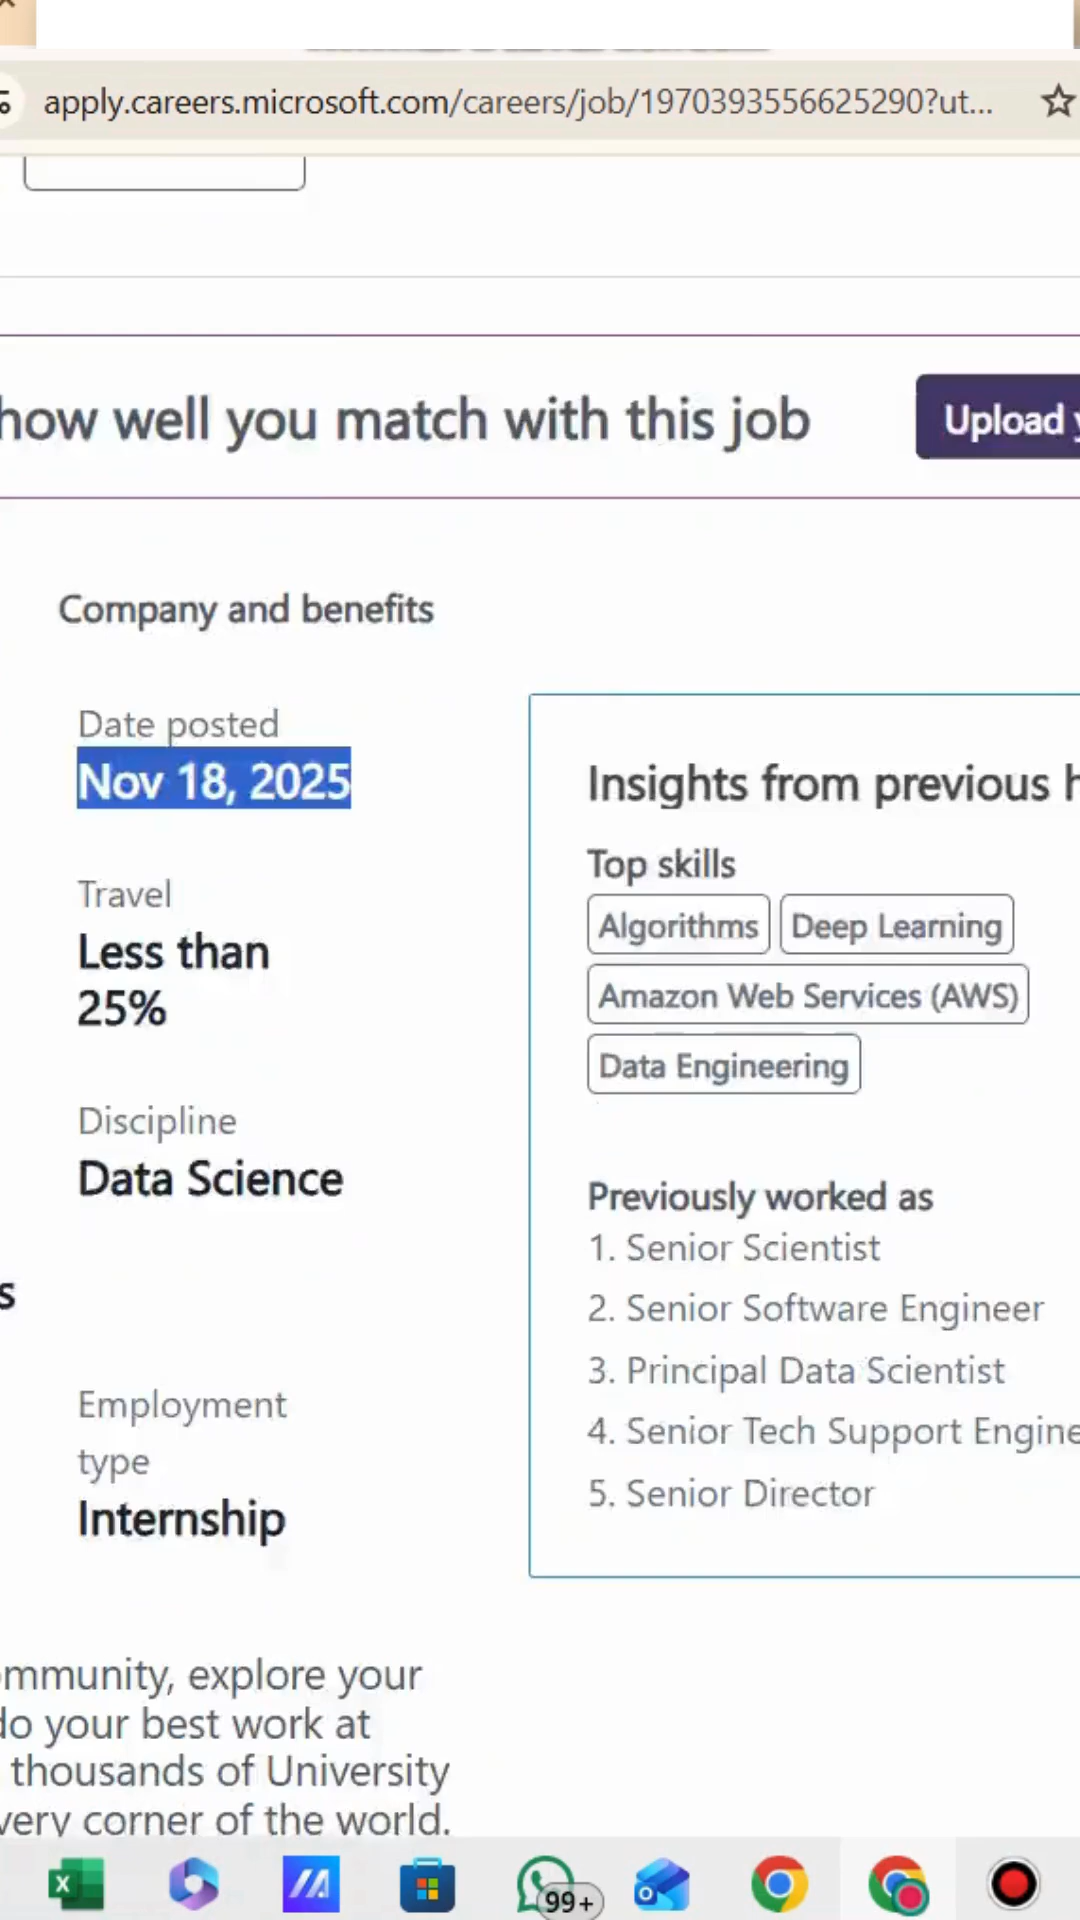 apply.careers.microsoft.com/careers/job/1970393556625290?ut...
how well you match with this job
Upload
Company and benefits
Date posted
Nov 18, 2025
Travel
Less than
25%
Discipline
Data Science
s
Employment
type
Internship
Insights from previous h
Top skills
Algorithms
Deep Learning
Amazon Web Services (AWS)
Data Engineering
Previously worked as
1. Senior Scientist
2. Senior Software Engineer
3. Principal Data Scientist
4. Senior Tech Support Engine
5. Senior Director
ommunity, explore your
do your best work at
thousands of University
very corner of the world.
99+